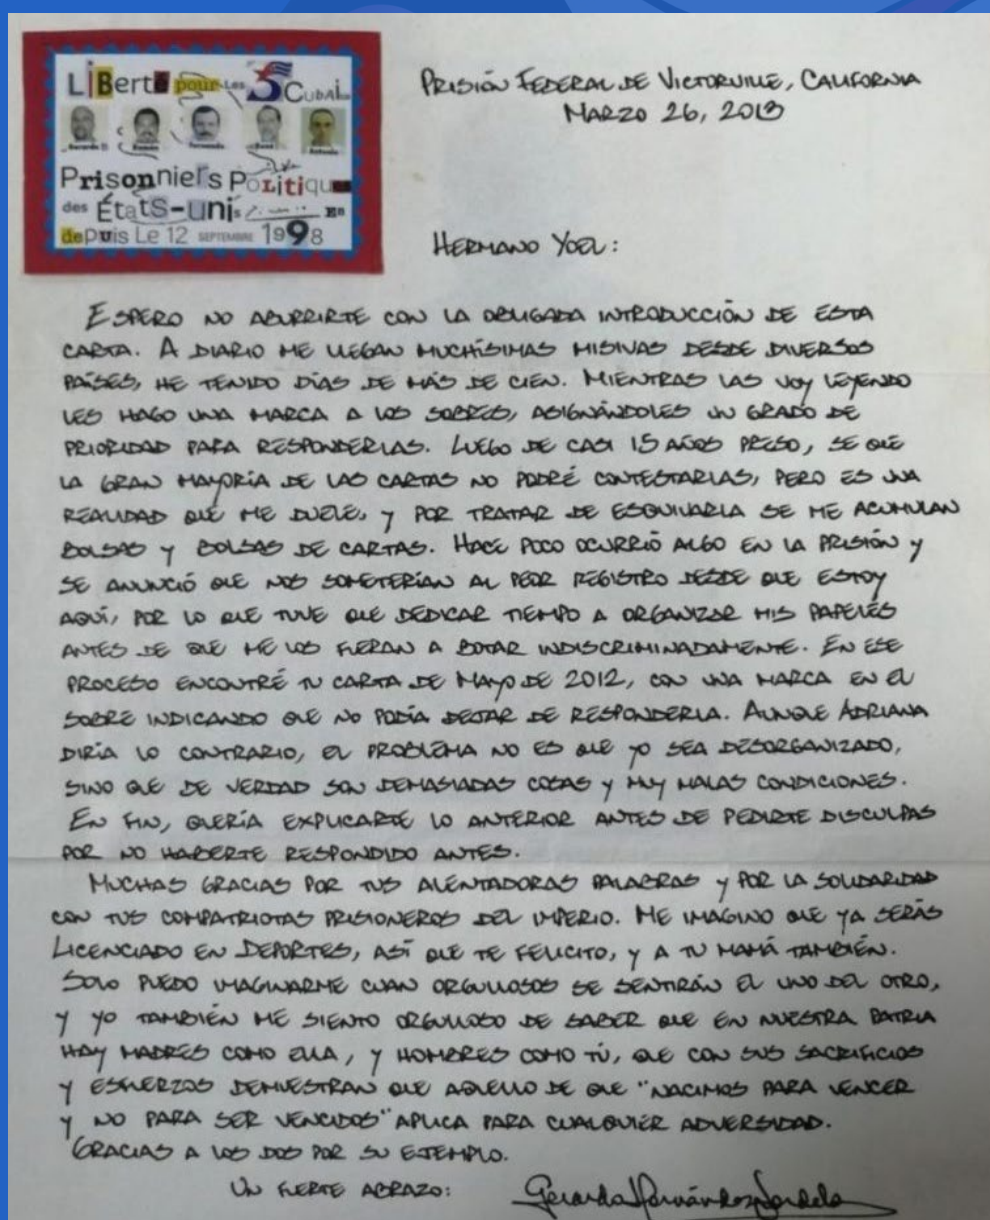 Liberté pour Les 5 Cubai
Gerardo Ramón Fernando René Antonio
Prisonniers Politique
des États-unis En
depuis Le 12 septembre 1998
PRISIÓN FEDERAL DE VICTORVILLE, CALIFORNIA
MARZO 26, 2013
HERMANO YOEL:
ESPERO NO ABURRIRTE CON LA OBLIGADA INTRODUCCIÓN DE ESTA
CARTA. A DIARIO ME LLEGAN MUCHÍSIMAS MISIVAS DESDE DIVERSOS
PAÍSES, HE TENIDO DÍAS DE MÁS DE CIEN. MIENTRAS LAS VOY LEYENDO
LES HAGO UNA MARCA A LOS SOBRES, ASIGNÁNDOLES UN GRADO DE
PRIORIDAD PARA RESPONDERLAS. LUEGO DE CASI 15 AÑOS PRESO, SE QUE
LA GRAN MAYORÍA DE LAS CARTAS NO PODRÉ CONTESTARLAS, PERO ES UNA
REALIDAD QUE ME DUELE, Y POR TRATAR DE ESQUIVARLA SE ME ACUMULAN
BOLSAS Y BOLSAS DE CARTAS. HACE POCO OCURRIÓ ALGO EN LA PRISIÓN Y
SE ANUNCIÓ QUE NOS SOMETERÍAN AL PEOR REGISTRO DESDE QUE ESTOY
AQUÍ, POR LO QUE TUVE QUE DEDICAR TIEMPO A ORGANIZAR MIS PAPELES
ANTES DE QUE ME LOS FUERAN A BOTAR INDISCRIMINADAMENTE. EN ESE
PROCESO ENCONTRÉ TU CARTA DE MAYO DE 2012, CON UNA MARCA EN EL
SOBRE INDICANDO QUE NO PODÍA DEJAR DE RESPONDERLA. AUNQUE ADRIANA
DIRÍA LO CONTRARIO, EL PROBLEMA NO ES QUE YO SEA DESORGANIZADO,
SINO QUE DE VERDAD SON DEMASIADAS COSAS Y MUY MALAS CONDICIONES.
EN FIN, QUERÍA EXPLICARTE LO ANTERIOR ANTES DE PEDIRTE DISCULPAS
POR NO HABERTE RESPONDIDO ANTES.
MUCHAS GRACIAS POR TUS ALENTADORAS PALABRAS Y POR LA SOLIDARIDAD
CON TUS COMPATRIOTAS PRISIONEROS DEL IMPERIO. ME IMAGINO QUE YA SERÁS
LICENCIADO EN DEPORTES, ASÍ QUE TE FELICITO, Y A TU MAMÁ TAMBIÉN.
SOLO PUEDO IMAGINARME CUAN ORGULLOSOS SE SENTIRÁN EL UNO DEL OTRO,
Y YO TAMBIÉN ME SIENTO ORGULLOSO DE SABER QUE EN NUESTRA PATRIA
HAY MADRES COMO ELLA, Y HOMBRES COMO TÚ, QUE CON SUS SACRIFICIOS
Y ESFUERZOS DEMUESTRAN QUE AQUELLO DE QUE "NACIMOS PARA VENCER
Y NO PARA SER VENCIDOS" APLICA PARA CUALQUIER ADVERSIDAD.
GRACIAS A LOS DOS POR SU EJEMPLO.
UN FUERTE ABRAZO: Gerardo Hernández Nordelo